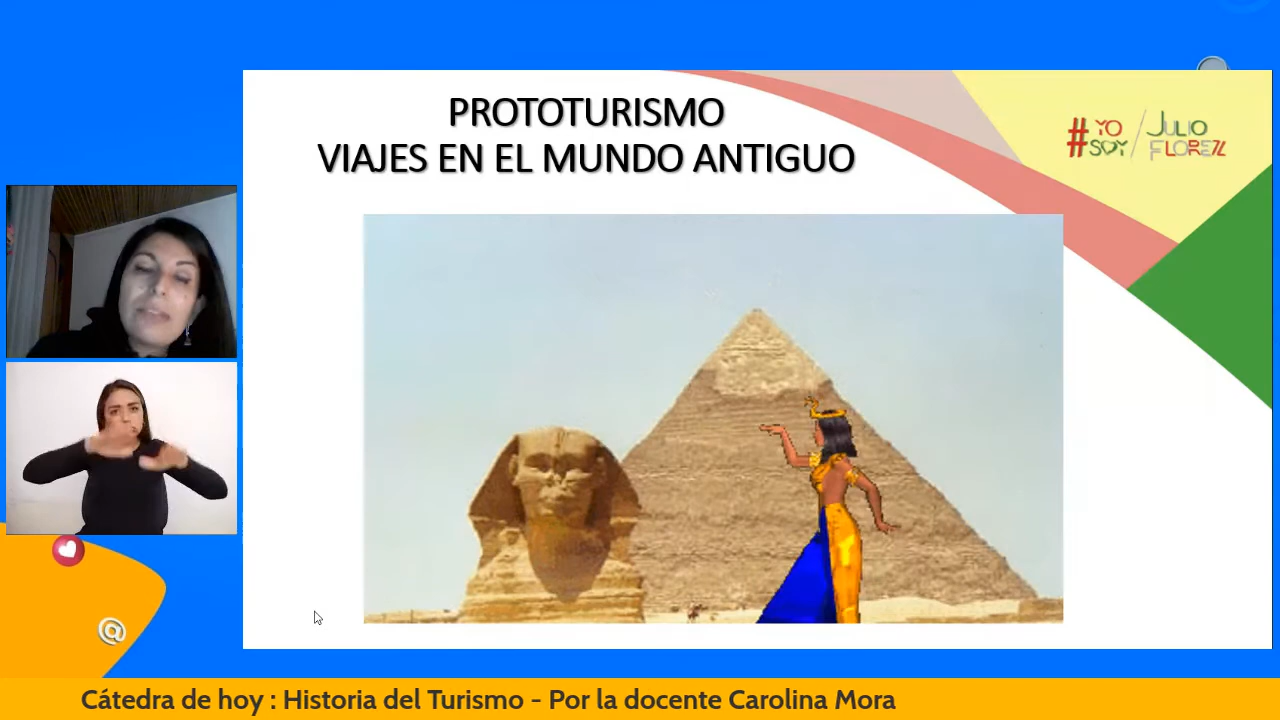 PROTOTURISMO
VIAJES EN EL MUNDO ANTIGUO
#YO SOY / JULIO FLOREZ
@
Cátedra de hoy : Historia del Turismo - Por la docente Carolina Mora